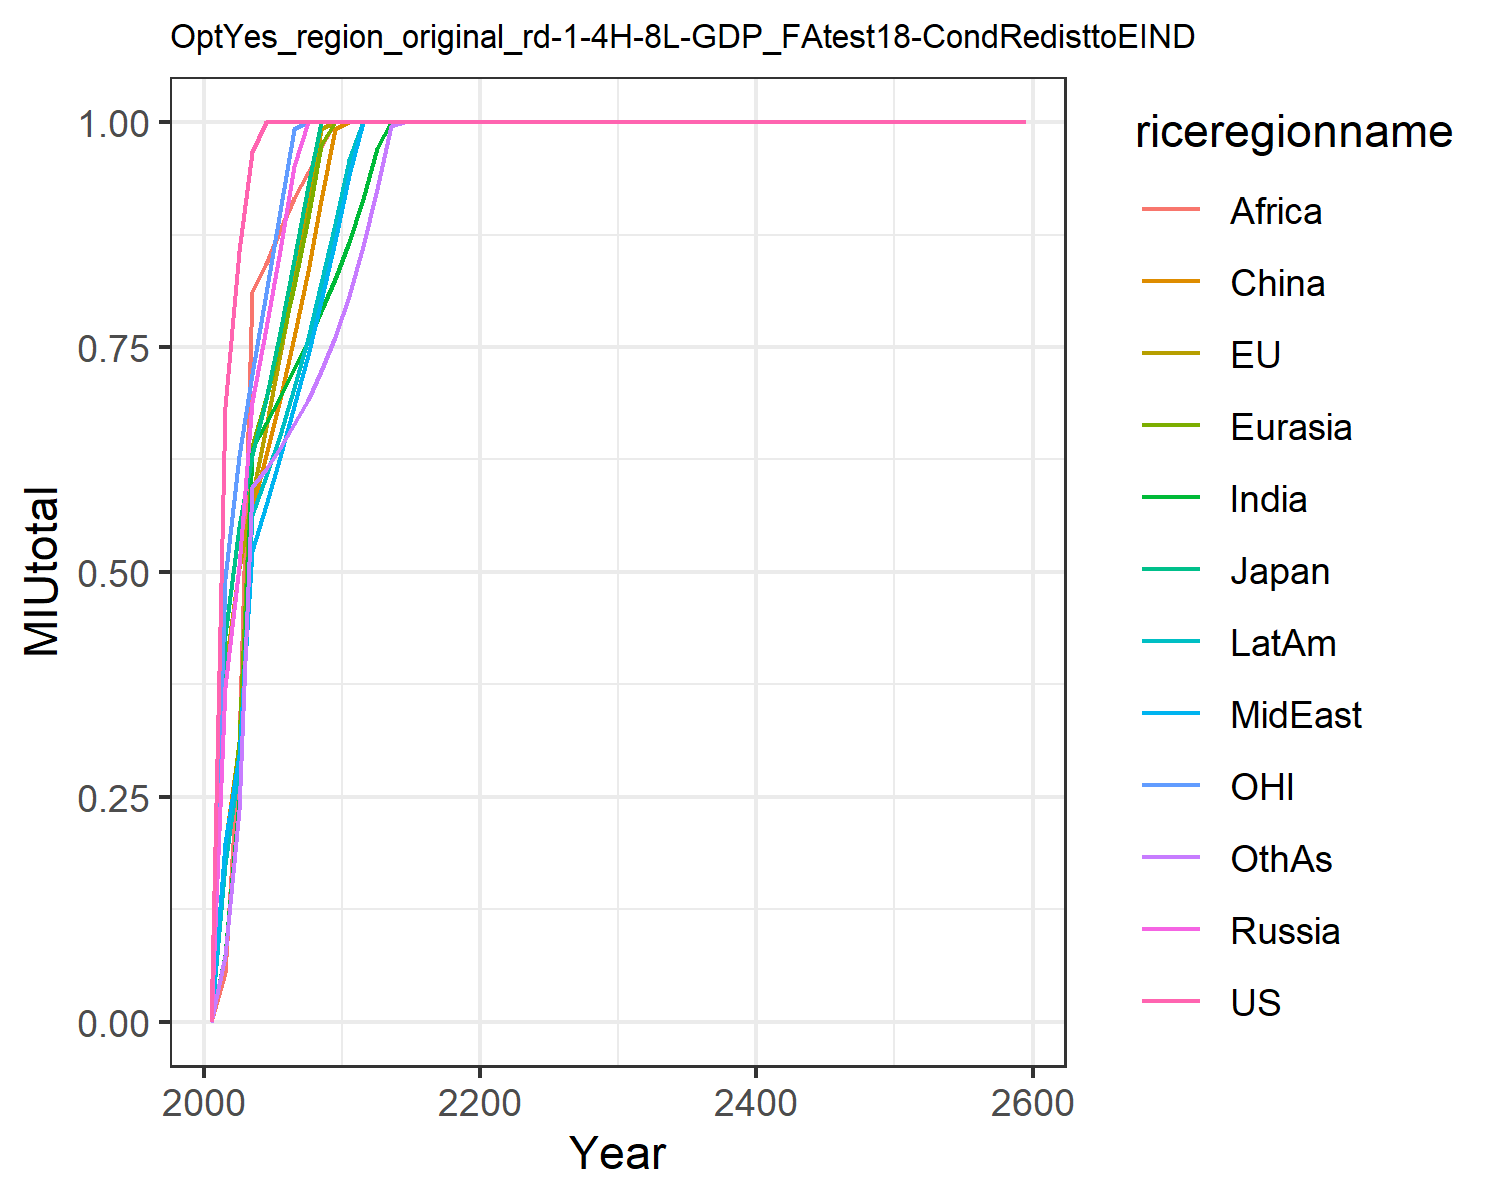 OptYes_region_original_rd-1-4H-8L-GDP_FAtest18-CondRedisttoEIND
1.00
0.75
0.50
0.25
0.00
MIUtotal
2000
2200
2400
2600
Year
riceregionname
Africa
China
EU
Eurasia
India
Japan
LatAm
MidEast
OHI
OthAs
Russia
US